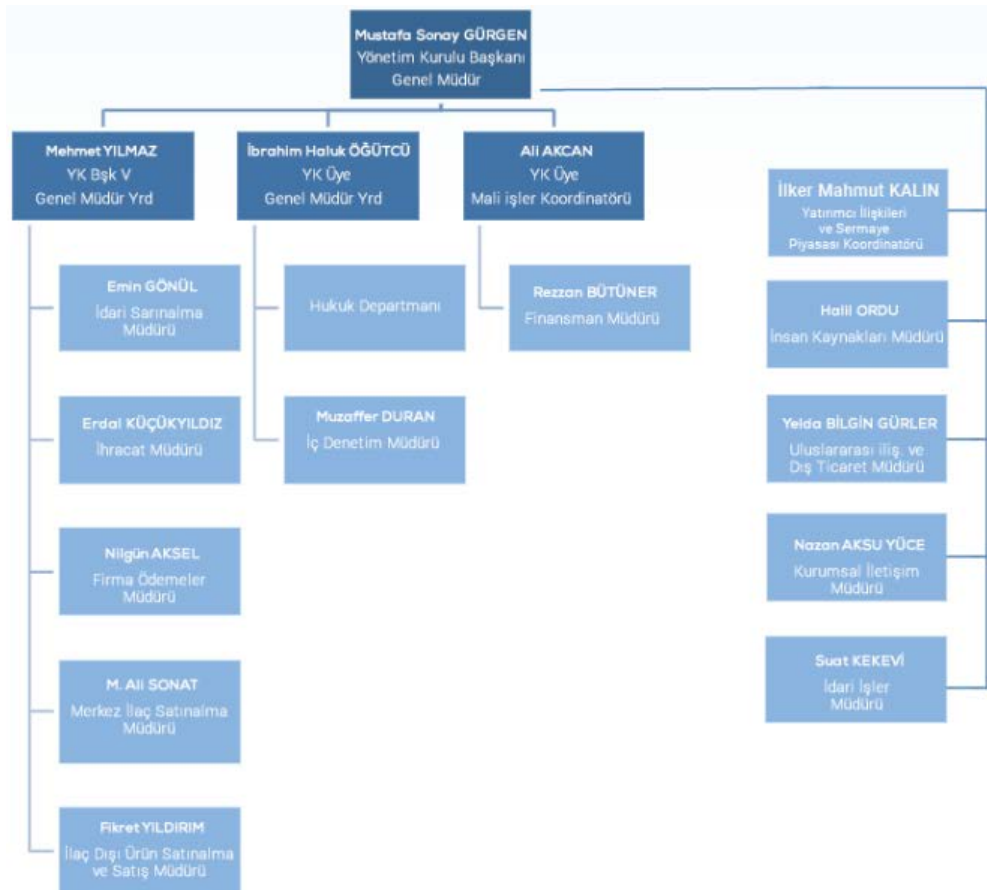 Mustafa Sonay GÜRGEN
Yönetim Kurulu Başkanı
Genel Müdür
Mehmet YILMAZ
YK Bşk V
Genel Müdür Yrd
İbrahim Haluk ÖĞÜTCÜ
YK Üye
Genel Müdür Yrd
Ali AKCAN
YK Üye
Mali işler Koordinatörü
Emin GÖNÜL
İdari Sarınalma
Müdürü
Erdal KÜÇÜKYILDIZ
İhracat Müdürü
Nilgün AKSEL
Firma Ödemeler
Müdürü
M. Ali SONAT
Merkez İlaç Satınalma
Müdürü
Fikret YILDIRIM
İlaç Dışı Ürün Satınalma
ve Satış Müdürü
Hukuk Departmanı
Muzaffer DURAN
İç Denetim Müdürü
Rezzan BÜTÜNER
Finansman Müdürü
İlker Mahmut KALIN
Yatırımcı İlişkileri
ve Sermaye
Piyasası Koordinatörü
Halil ORDU
İnsan Kaynakları Müdürü
Yelda BİLGİN GÜRLER
Uluslararası iliş. ve
Dış Ticaret Müdürü
Nazan AKSU YÜCE
Kurumsal İletişim
Müdürü
Suat KEKEVİ
İdari İşler
Müdürü